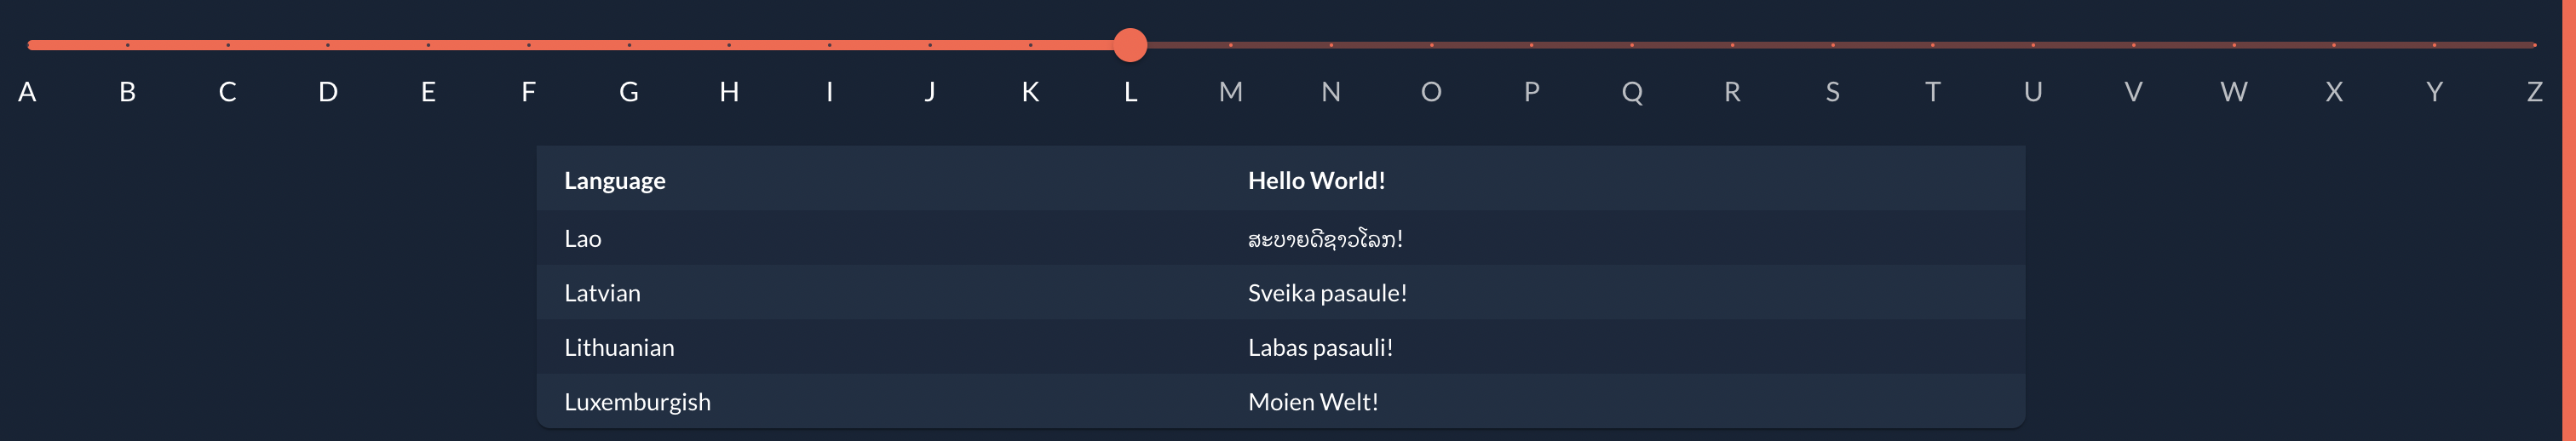 A B C D E F G H I J K L M N O P Q R S T U V W X Y Z
Language Hello World!
Lao ສະບາຍດີຊາວໂລກ!
Latvian Sveika pasaule!
Lithuanian Labas pasauli!
Luxemburgish Moien Welt!